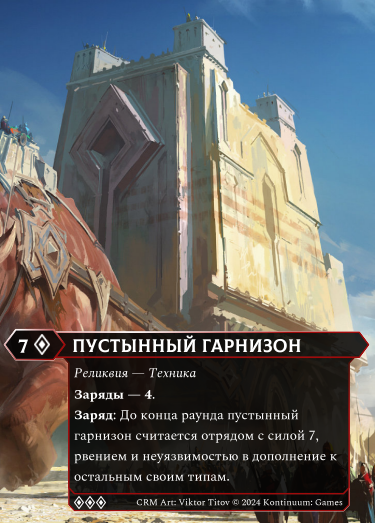 7 ПУСТЫННЫЙ ГАРНИЗОН
Реликвия — Техника
Заряды — 4.
Заряд: До конца раунда пустынный
гарнизон считается отрядом с силой 7,
рвением и неуязвимостью в дополнение к
остальным своим типам.
CRM Art: Viktor Titov © 2024 Kontinuum: Games